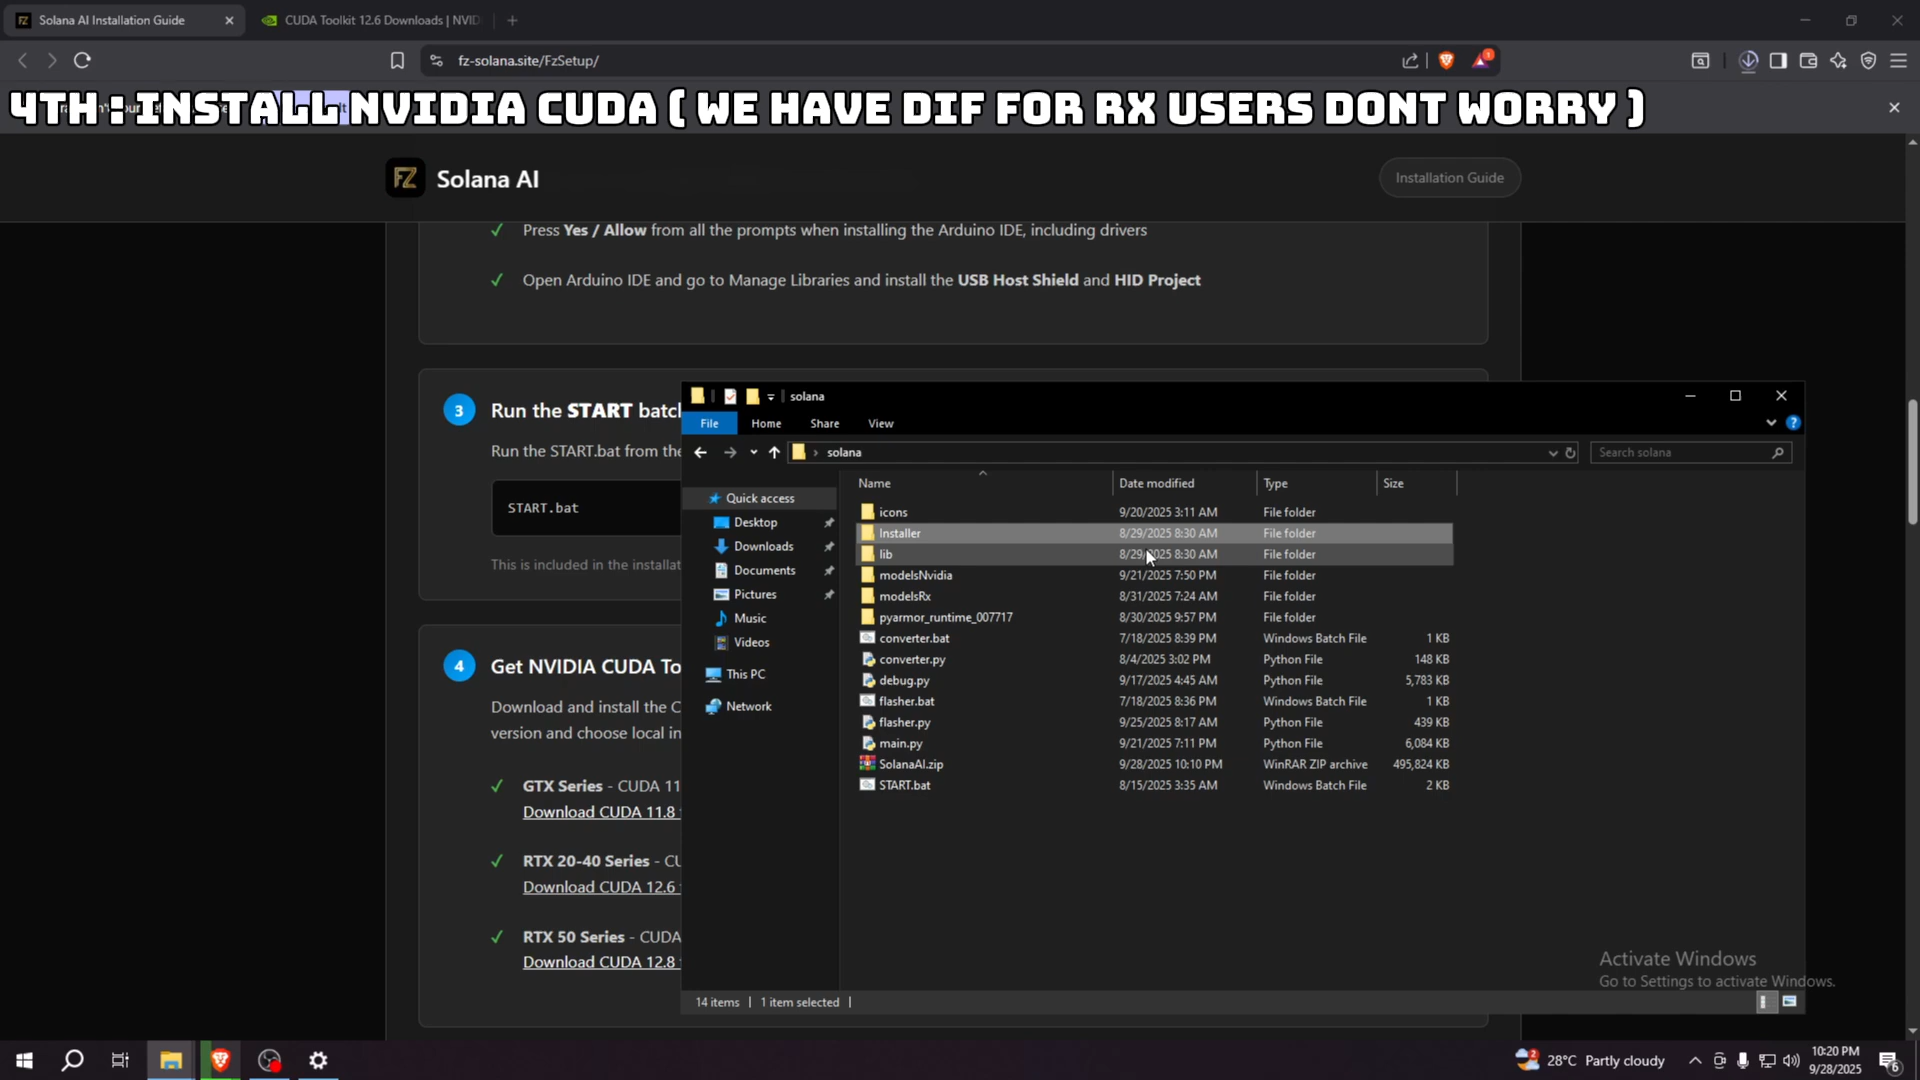 Solana AI Installation Guide
CUDA Toolkit 12.6 Downloads | NVID
fz-solana.site/FzSetup/
1
4TH : INSTALL NVIDIA CUDA ( WE HAVE DIF FOR RX USERS DONT WORRY )
FZ
Solana AI
Installation Guide
Press Yes / Allow from all the prompts when installing the Arduino IDE, including drivers
Open Arduino IDE and go to Manage Libraries and install the USB Host Shield and HID Project
3
Run the START batch
Run the START.bat from the
START.bat
This is included in the installat
4
Get NVIDIA CUDA To
Download and install the C
version and choose local in
GTX Series - CUDA 11
Download CUDA 11.8
RTX 20-40 Series - CU
Download CUDA 12.6
RTX 50 Series - CUDA
Download CUDA 12.8
solana
File
Home
Share
View
solana
Search solana
Quick access
Desktop
Downloads
Documents
Pictures
Music
Videos
This PC
Network
Name Date modified Type Size
icons 9/20/2025 3:11 AM File folder
Installer 8/29/2025 8:30 AM File folder
lib 8/29/2025 8:30 AM File folder
modelsNvidia 9/21/2025 7:50 PM File folder
modelsRx 8/31/2025 7:24 AM File folder
pyarmor_runtime_007717 8/30/2025 9:57 PM File folder
converter.bat 7/18/2025 8:39 PM Windows Batch File 1 KB
converter.py 8/4/2025 3:02 PM Python File 148 KB
debug.py 9/17/2025 4:45 AM Python File 5,783 KB
flasher.bat 7/18/2025 8:36 PM Windows Batch File 1 KB
flasher.py 9/25/2025 8:17 AM Python File 439 KB
main.py 9/21/2025 7:11 PM Python File 6,084 KB
SolanaAI.zip 9/28/2025 10:10 PM WinRAR ZIP archive 495,824 KB
START.bat 8/15/2025 3:35 AM Windows Batch File 2 KB
14 items
1 item selected
Activate Windows
Go to Settings to activate Windows.
2
28°C Partly cloudy
10:20 PM
9/28/2025
6